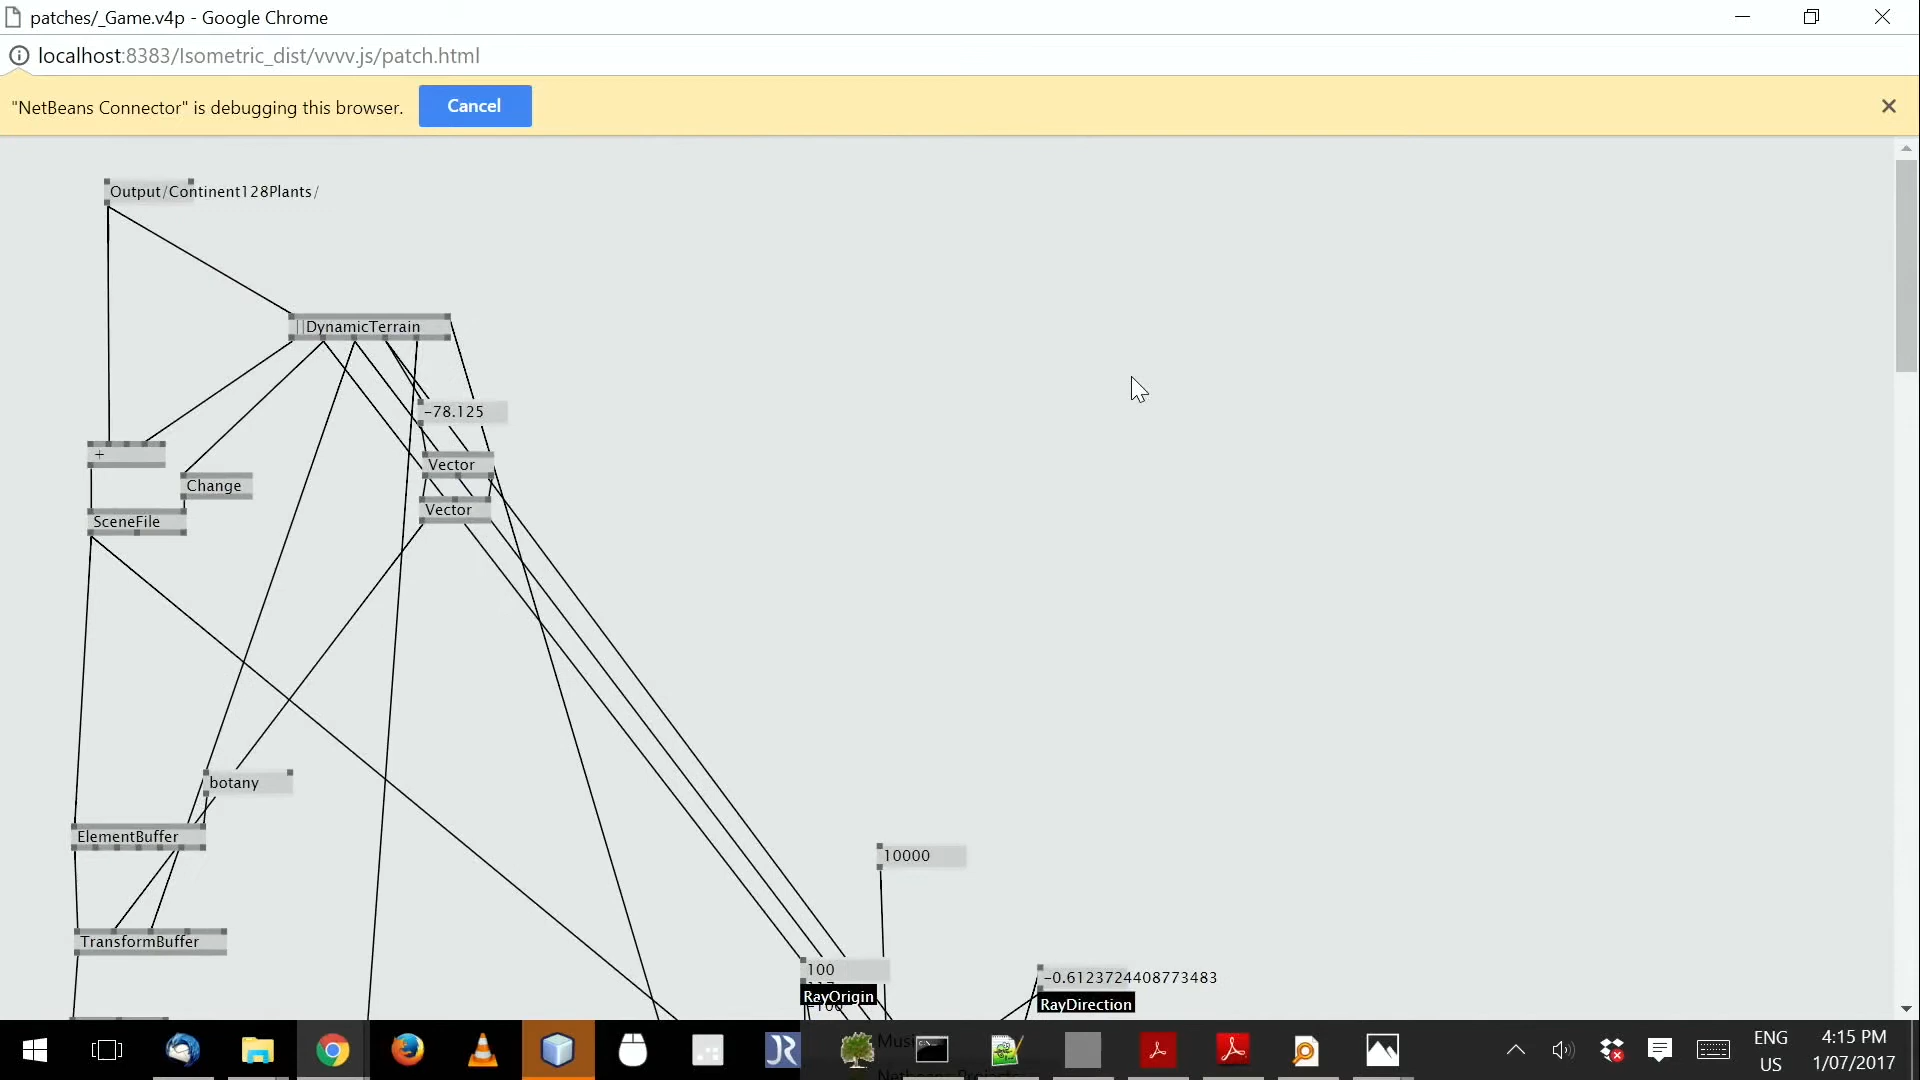 patches/_Game.v4p - Google Chrome
localhost:8383/Isometric_dist/vvvv.js/patch.html
"NetBeans Connector" is debugging this browser.
Cancel
Output/Continent128Plants/
||DynamicTerrain
-78.125
+
Vector
Change
Vector
SceneFile
botany
ElementBuffer
10000
TransformBuffer
100
-0.6123724408773483
RayOrigin
RayDirection
-100
ENG
US
4:15 PM
1/07/2017